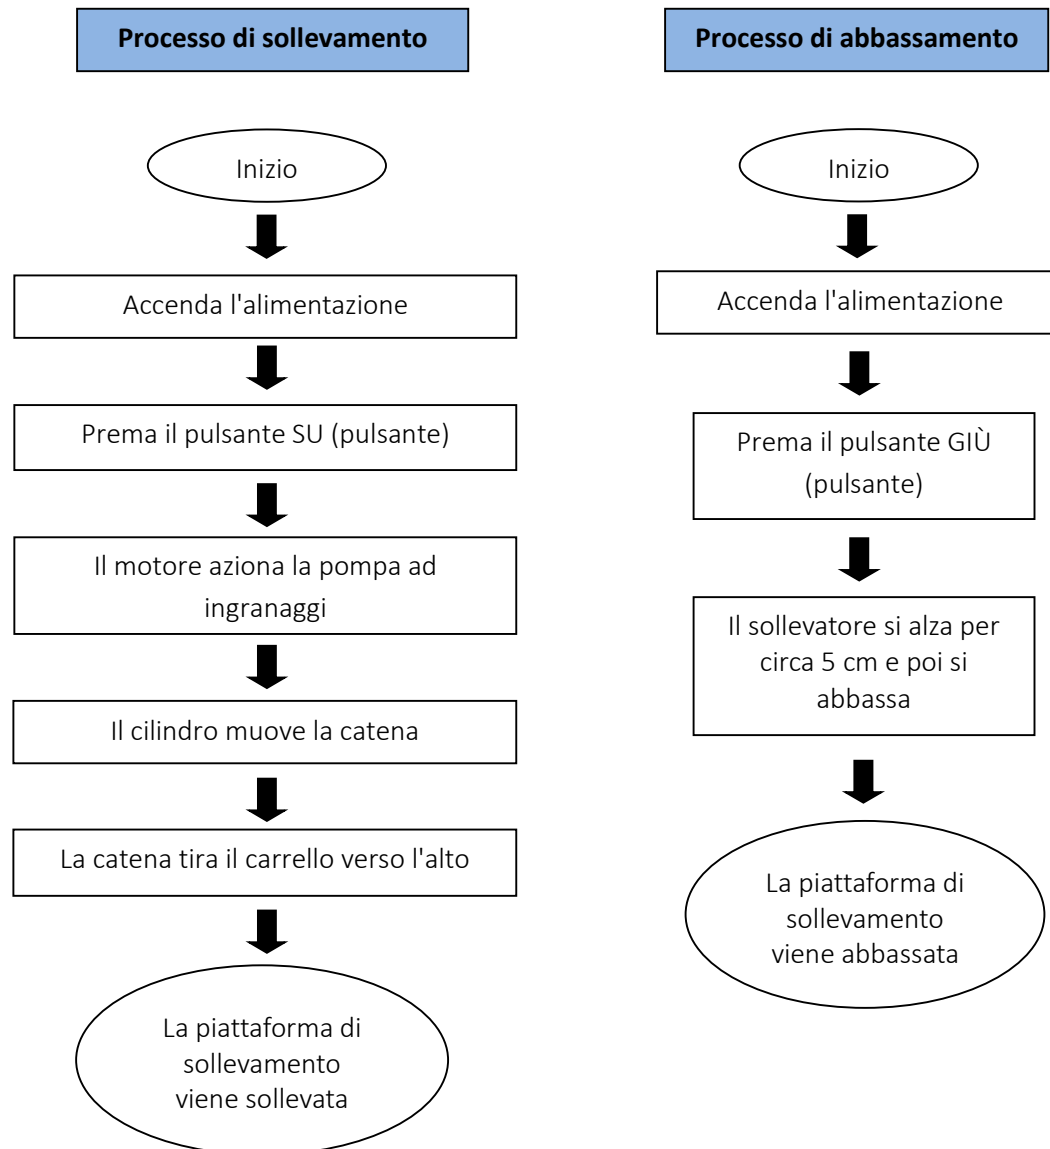 Processo di sollevamento
Inizio
Accenda l'alimentazione
Prema il pulsante SU (pulsante)
Il motore aziona la pompa ad
ingranaggi
Il cilindro muove la catena
La catena tira il carrello verso l'alto
La piattaforma di
sollevamento
viene sollevata
Processo di abbassamento
Inizio
Accenda l'alimentazione
Prema il pulsante GIÙ
(pulsante)
Il sollevatore si alza per
circa 5 cm e poi si
abbassa
La piattaforma di
sollevamento
viene abbassata